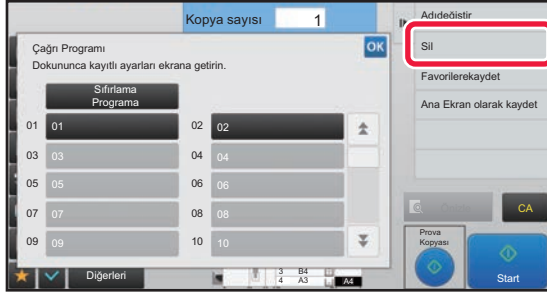 Kopya sayısı 1
Çağrı Programı
OK
Dokununca kayıtlı ayarları ekrana getirin.
Sıfırlama
Programa
01 01
02 02
03 03
04 04
05 05
06 06
07 07
08 08
09 09
10 10
Adıdeğiştir
Sil
Favorilerekaydet
Ana Ekran olarak kaydet
CA
Prova
Kopyası
Start
Diğerleri
3 B4
4 A3
A4